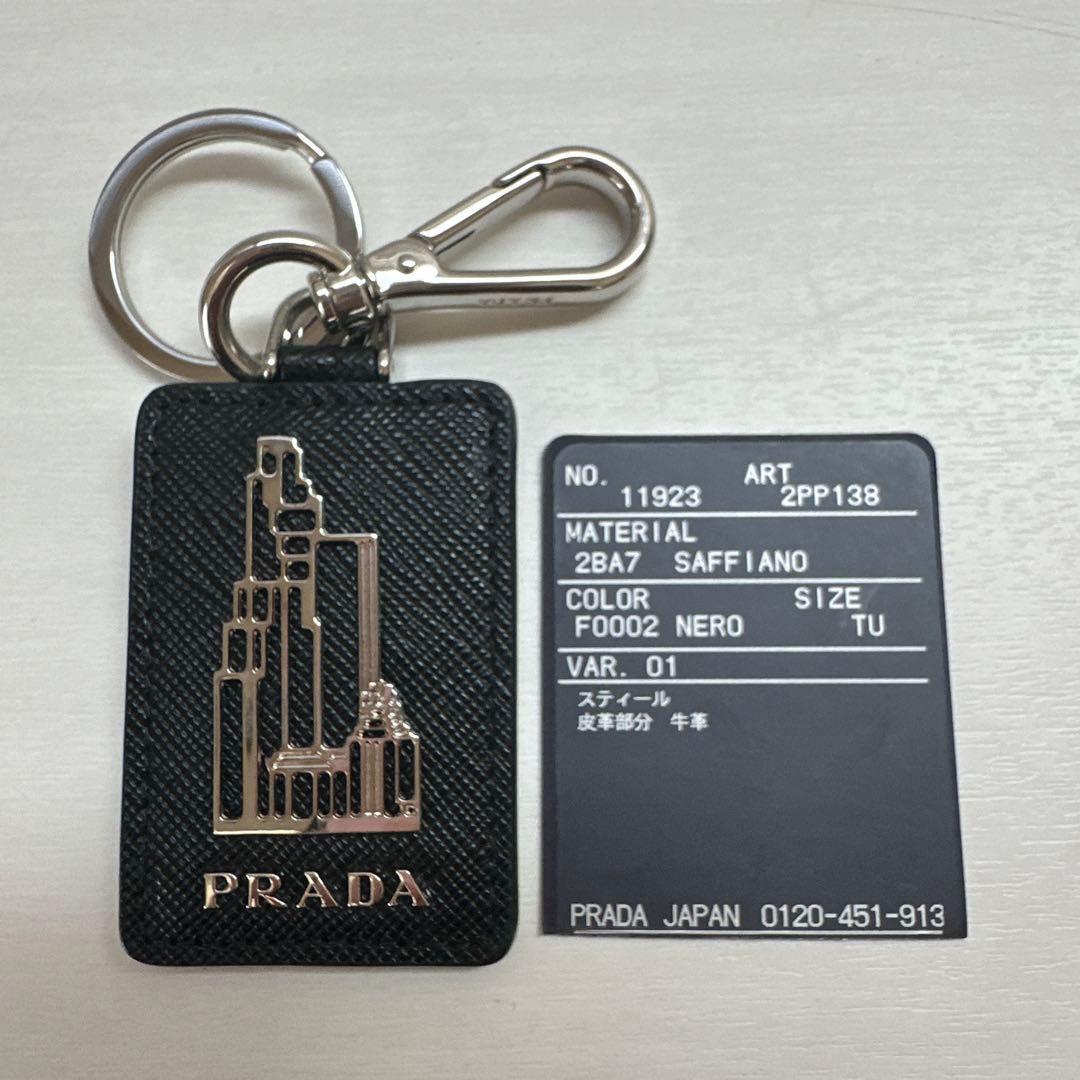 PRADA
NO. ART
11923 2PP138
MATERIAL
2BA7 SAFFIANO
COLOR SIZE
F0002 NERO TU
VAR. 01
スティール
皮革部分 牛革
PRADA JAPAN 0120-451-913